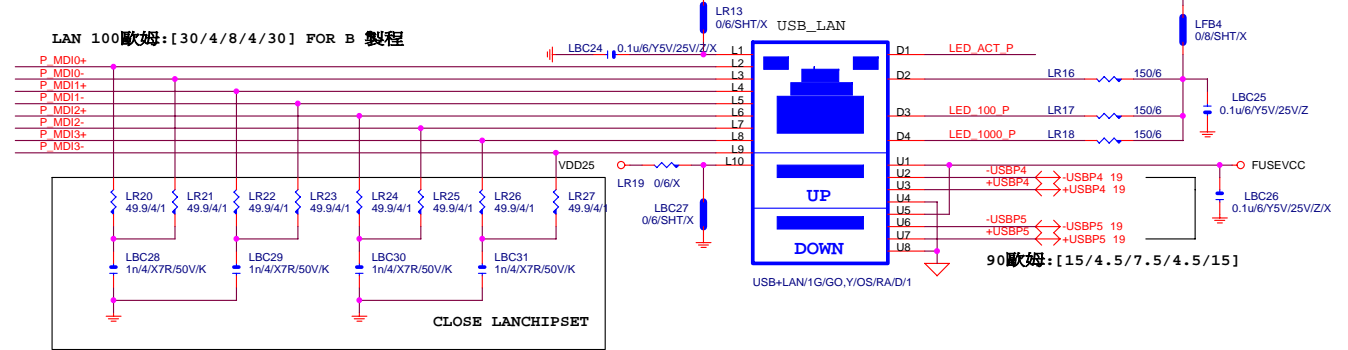 LR13
0/6/SHT/X
USB_LAN
LFB4
0/8/SHT/X
LAN 100歐姆:[30/4/8/4/30] FOR B 製程
LBC24
0.1u/6/Y5V/25V/Z/X
L1
D1
LED_ACT_P
P_MDI0+
L2
P_MDI0-
L3
D2
LR16
150/6
P_MDI1+
L4
P_MDI1-
L5
LBC25
0.1u/6/Y5V/25V/Z
P_MDI2+
L6
D3
LED_100_P
LR17
150/6
P_MDI2-
L7
P_MDI3+
L8
D4
LED_1000_P
LR18
150/6
P_MDI3-
L9
VDD25
L10
U1
FUSEVCC
LR19 0/6/X
U2
-USBP4
-USBP4 19
U3
+USBP4
+USBP4 19
LR20
49.9/4/1
LR21
49.9/4/1
LR22
49.9/4/1
LR23
49.9/4/1
LR24
49.9/4/1
LR25
49.9/4/1
LR26
49.9/4/1
LR27
49.9/4/1
UP
U4
LBC26
0.1u/6/Y5V/25V/Z/X
LBC27
0/6/SHT/X
U5
U6
-USBP5
-USBP5 19
U7
+USBP5
+USBP5 19
DOWN
U8
90歐姆:[15/4.5/7.5/4.5/15]
LBC28
1n/4/X7R/50V/K
LBC29
1n/4/X7R/50V/K
LBC30
1n/4/X7R/50V/K
LBC31
1n/4/X7R/50V/K
USB+LAN/1G/GO,Y/OS/RA/D/1
CLOSE LANCHIPSET